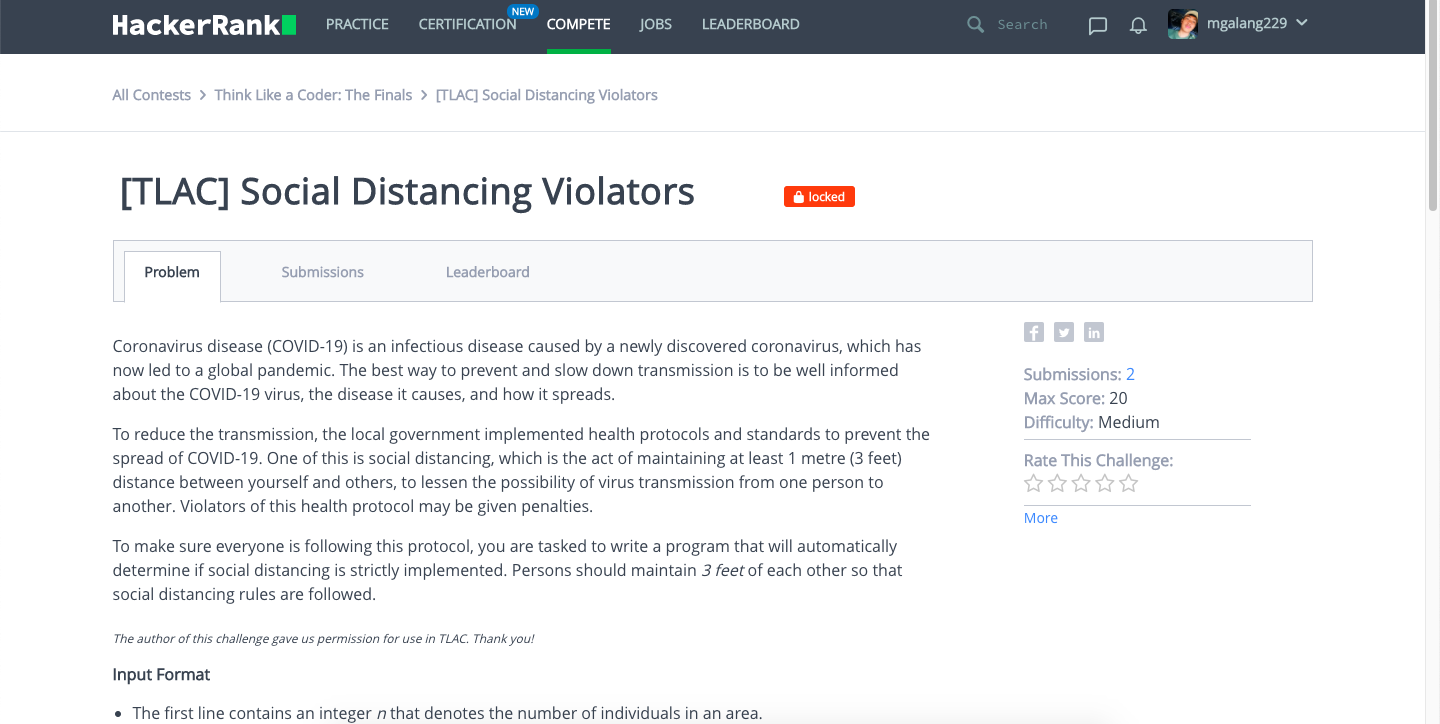 HackerRank PRACTICE CERTIFICATION NEW COMPETE JOBS LEADERBOARD Search mgalang229
All Contests > Think Like a Coder: The Finals > [TLAC] Social Distancing Violators
[TLAC] Social Distancing Violators locked
Problem Submissions Leaderboard
Coronavirus disease (COVID-19) is an infectious disease caused by a newly discovered coronavirus, which has
now led to a global pandemic. The best way to prevent and slow down transmission is to be well informed
about the COVID-19 virus, the disease it causes, and how it spreads.
To reduce the transmission, the local government implemented health protocols and standards to prevent the
spread of COVID-19. One of this is social distancing, which is the act of maintaining at least 1 metre (3 feet)
distance between yourself and others, to lessen the possibility of virus transmission from one person to
another. Violators of this health protocol may be given penalties.
To make sure everyone is following this protocol, you are tasked to write a program that will automatically
determine if social distancing is strictly implemented. Persons should maintain 3 feet of each other so that
social distancing rules are followed.
The author of this challenge gave us permission for use in TLAC. Thank you!
Input Format
• The first line contains an integer n that denotes the number of individuals in an area.
Submissions: 2
Max Score: 20
Difficulty: Medium
Rate This Challenge:
More